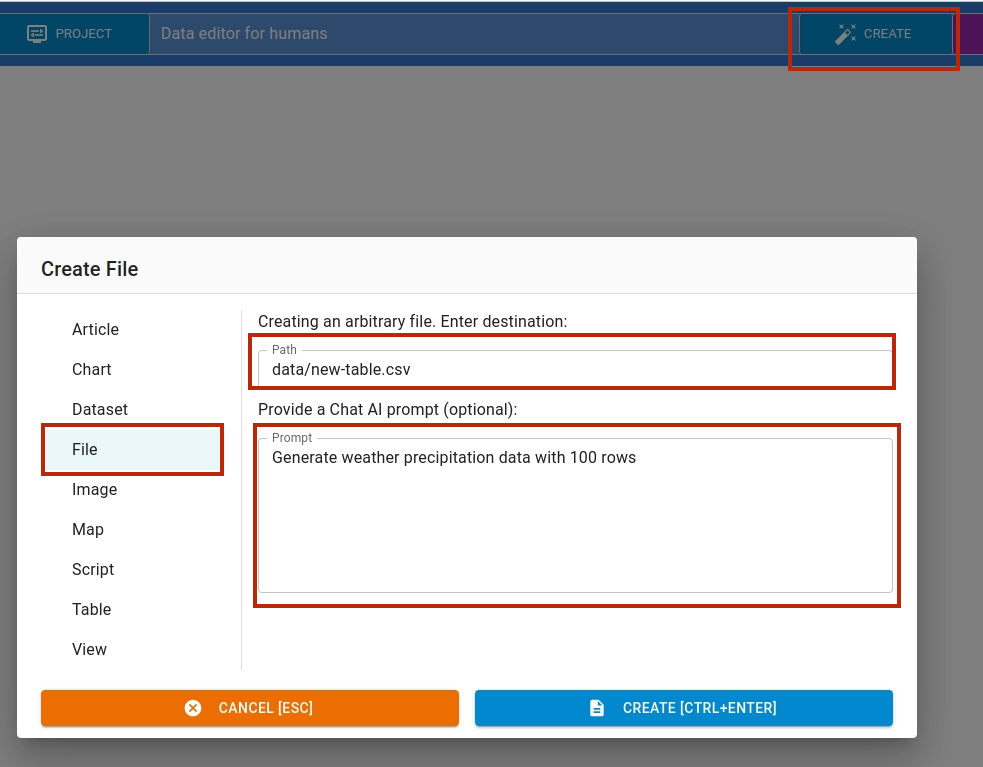 PROJECT
Data editor for humans
CREATE
Create File
Article
Chart
Dataset
File
Image
Map
Script
Table
View
Creating an arbitrary file. Enter destination:
Path
data/new-table.csv
Provide a Chat AI prompt (optional):
Prompt
Generate weather precipitation data with 100 rows
CANCEL [ESC]
CREATE [CTRL+ENTER]